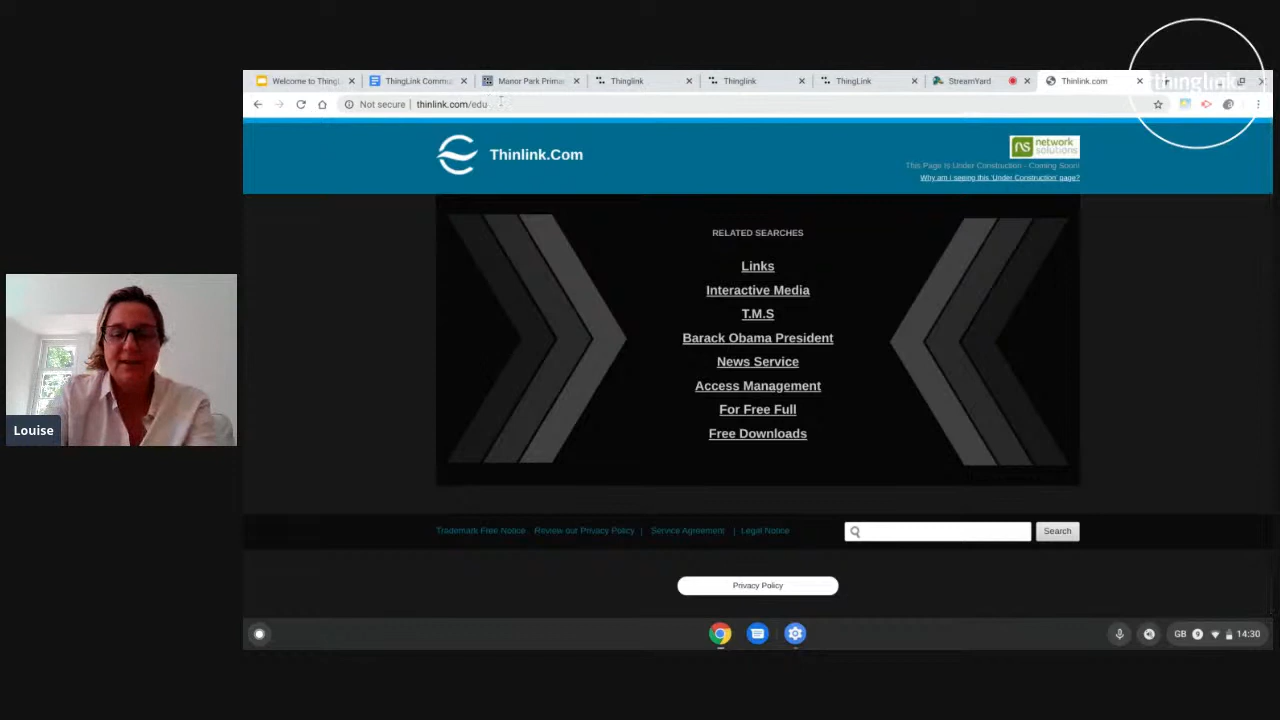 Welcome to ThingL
ThingLink Commu
Manor Park Prima
Thinglink
Thinglink
ThingLink
StreamYard
Thinlink.com
thinglink
Not secure
thinlink.com/edu
Thinlink.Com
ns network solutions
This Page Is Under Construction - Coming Soon!
Why am I seeing this 'Under Construction' page?
RELATED SEARCHES
Links
Interactive Media
T.M.S
Barack Obama President
News Service
Access Management
For Free Full
Free Downloads
Louise
Trademark Free Notice Review our Privacy Policy | Service Agreement | Legal Notice
Search
Privacy Policy
GB 14:30